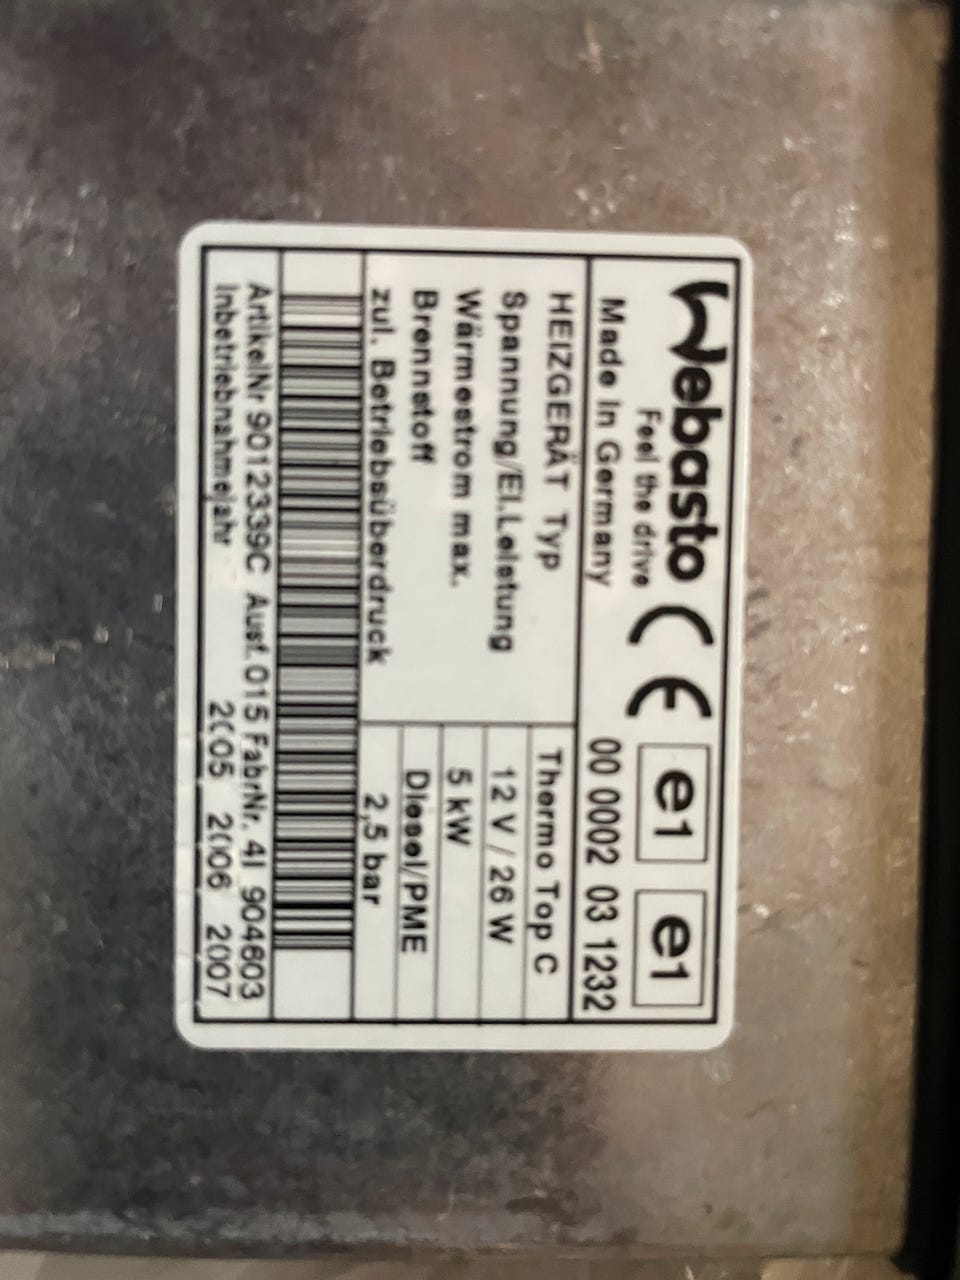 Webasto CE e1 e1
Feel the drive
Made in Germany 00 0002 03 1232
HEIZGERÄT Typ Thermo Top C
Spannung/El.Leistung 12 V / 26 W
Wärmestrom max. 5 kW
Brennstoff Diesel/PME
zul. Betriebsüberdruck 2,5 bar
ArtikelNr 9012339C Ausf. 015 FabrNr. 41 904603
Inbetriebnahmejahr 2005 2006 2007